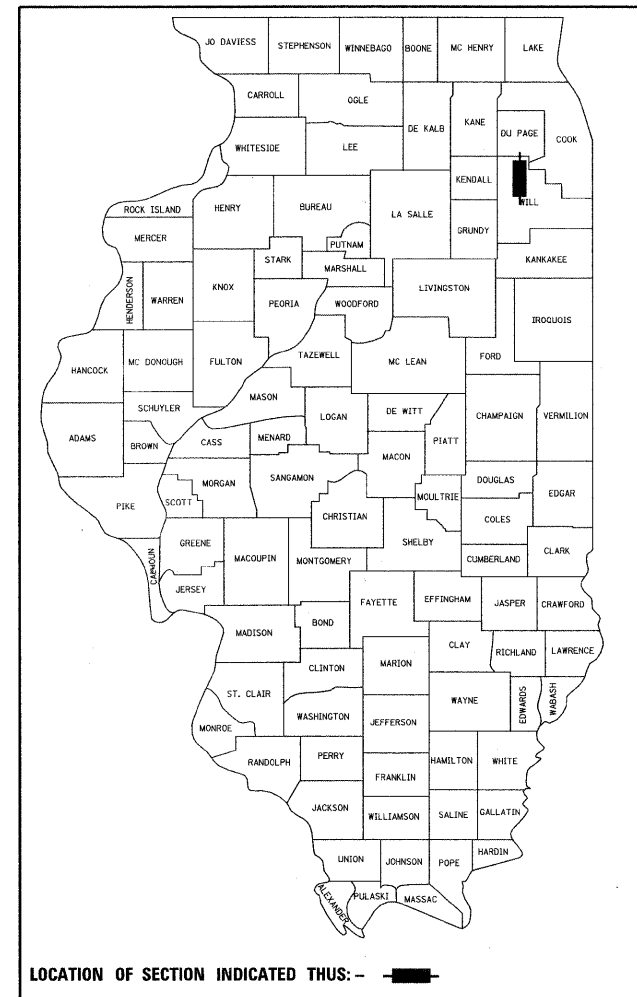 JO DAVIESS STEPHENSON WINNEBAGO BOONE MC HENRY LAKE
CARROLL OGLE DE KALB KANE DU PAGE COOK
WHITESIDE LEE KENDALL WILL
ROCK ISLAND HENRY BUREAU LA SALLE GRUNDY
MERCER PUTNAM KANKAKEE
STARK MARSHALL LIVINGSTON
HENDERSON WARREN KNOX PEORIA WOODFORD IROQUOIS
HANCOCK MC DONOUGH FULTON TAZEWELL MC LEAN FORD
SCHUYLER MASON LOGAN DE WITT CHAMPAIGN VERMILION
ADAMS BROWN CASS MENARD MACON PIATT
PIKE SCOTT MORGAN SANGAMON CHRISTIAN MOULTRIE DOUGLAS EDGAR
COLES
CALHOUN GREENE MACOUPIN MONTGOMERY SHELBY CUMBERLAND CLARK
JERSEY FAYETTE EFFINGHAM JASPER CRAWFORD
MADISON BOND CLAY RICHLAND LAWRENCE
CLINTON MARION
ST. CLAIR WAYNE EDWARDS WABASH
MONROE WASHINGTON JEFFERSON
RANDOLPH PERRY HAMILTON WHITE
FRANKLIN
JACKSON WILLIAMSON SALINE GALLATIN
UNION JOHNSON POPE HARDIN
ALEXANDER PULASKI MASSAC
LOCATION OF SECTION INDICATED THUS: -